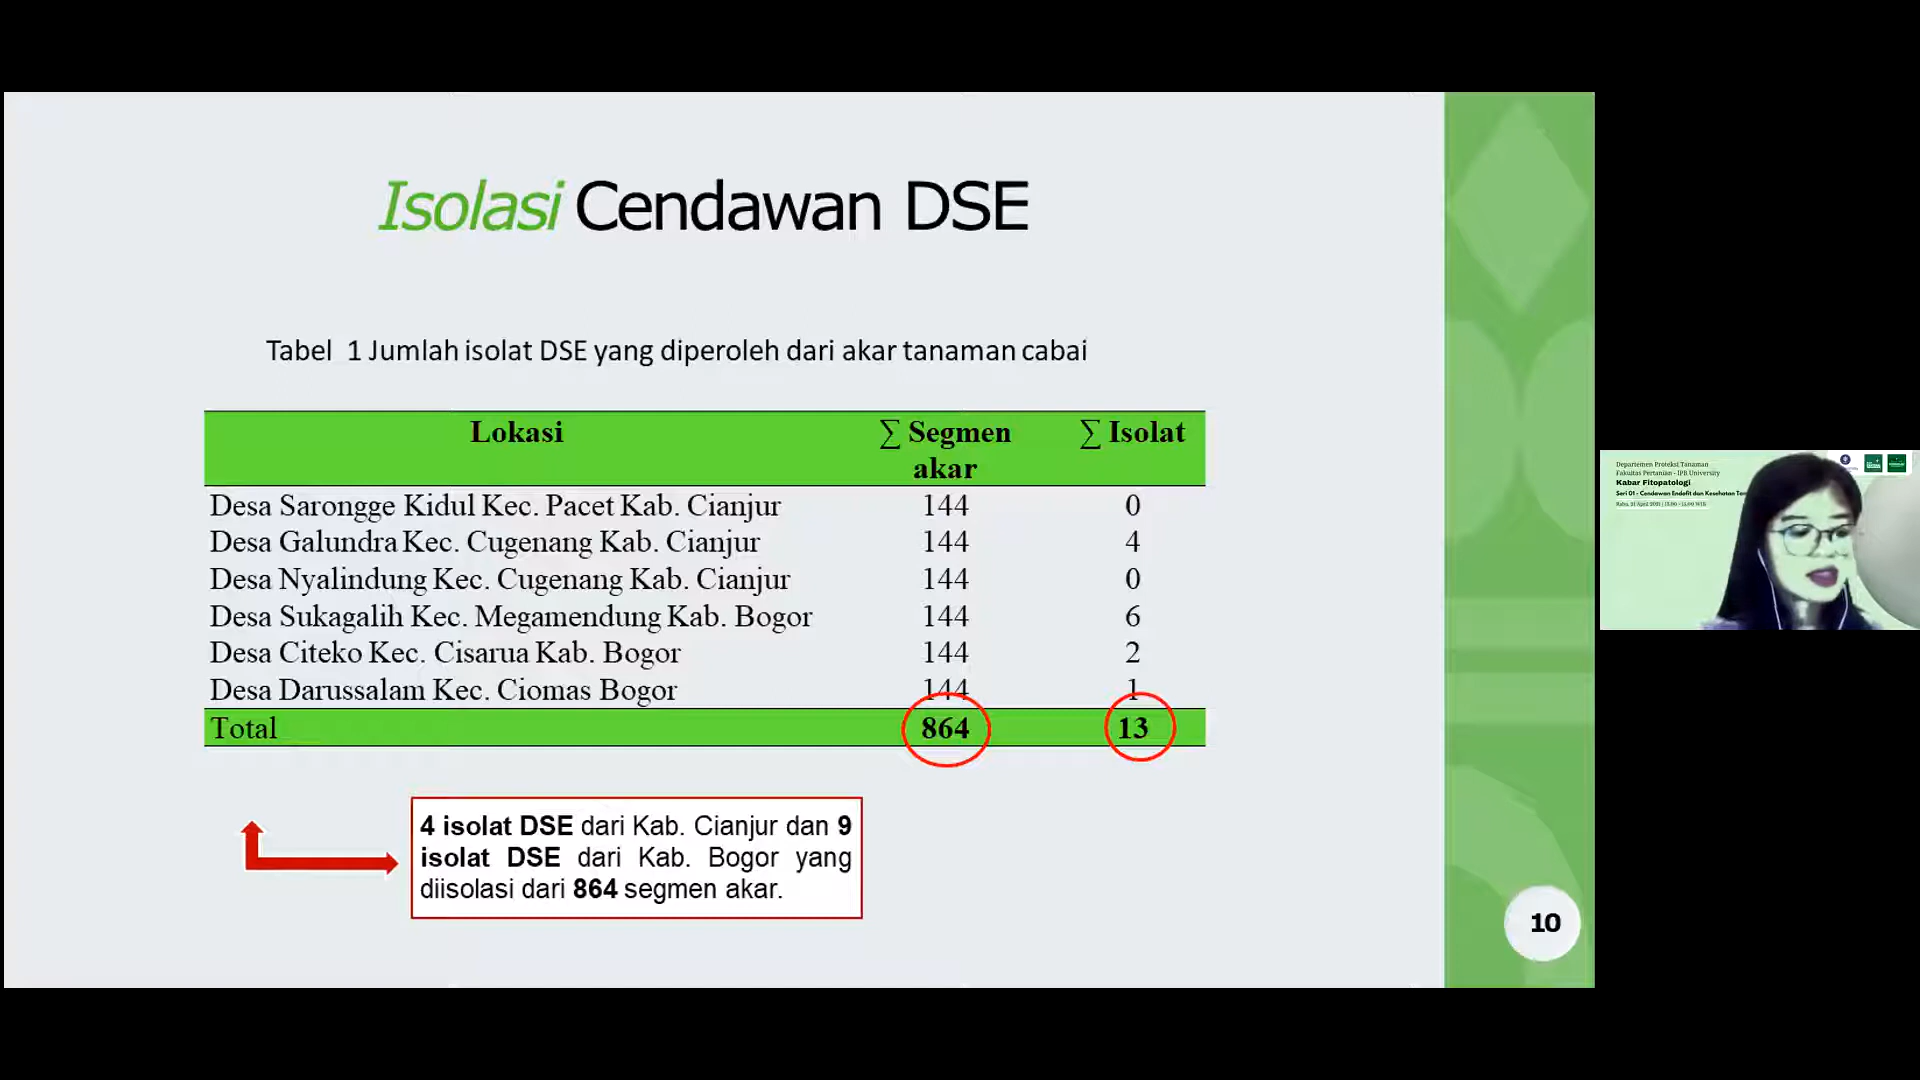 Isolasi Cendawan DSE
Tabel 1 Jumlah isolat DSE yang diperoleh dari akar tanaman cabai
Lokasi ∑ Segmen akar ∑ Isolat
Desa Sarongge Kidul Kec. Pacet Kab. Cianjur 144 0
Desa Galundra Kec. Cugenang Kab. Cianjur 144 4
Desa Nyalindung Kec. Cugenang Kab. Cianjur 144 0
Desa Sukagalih Kec. Megamendung Kab. Bogor 144 6
Desa Citeko Kec. Cisarua Kab. Bogor 144 2
Desa Darussalam Kec. Ciomas Bogor 144 1
Total 864 13
4 isolat DSE dari Kab. Cianjur dan 9
isolat DSE dari Kab. Bogor yang
diisolasi dari 864 segmen akar.
10
Departemen Proteksi Tanaman
Fakultas Pertanian - IPB University
Kabar Fitopatologi
Seri 01 - Cendawan Endofit dan Kesehatan
Rabu, 21 April 2021